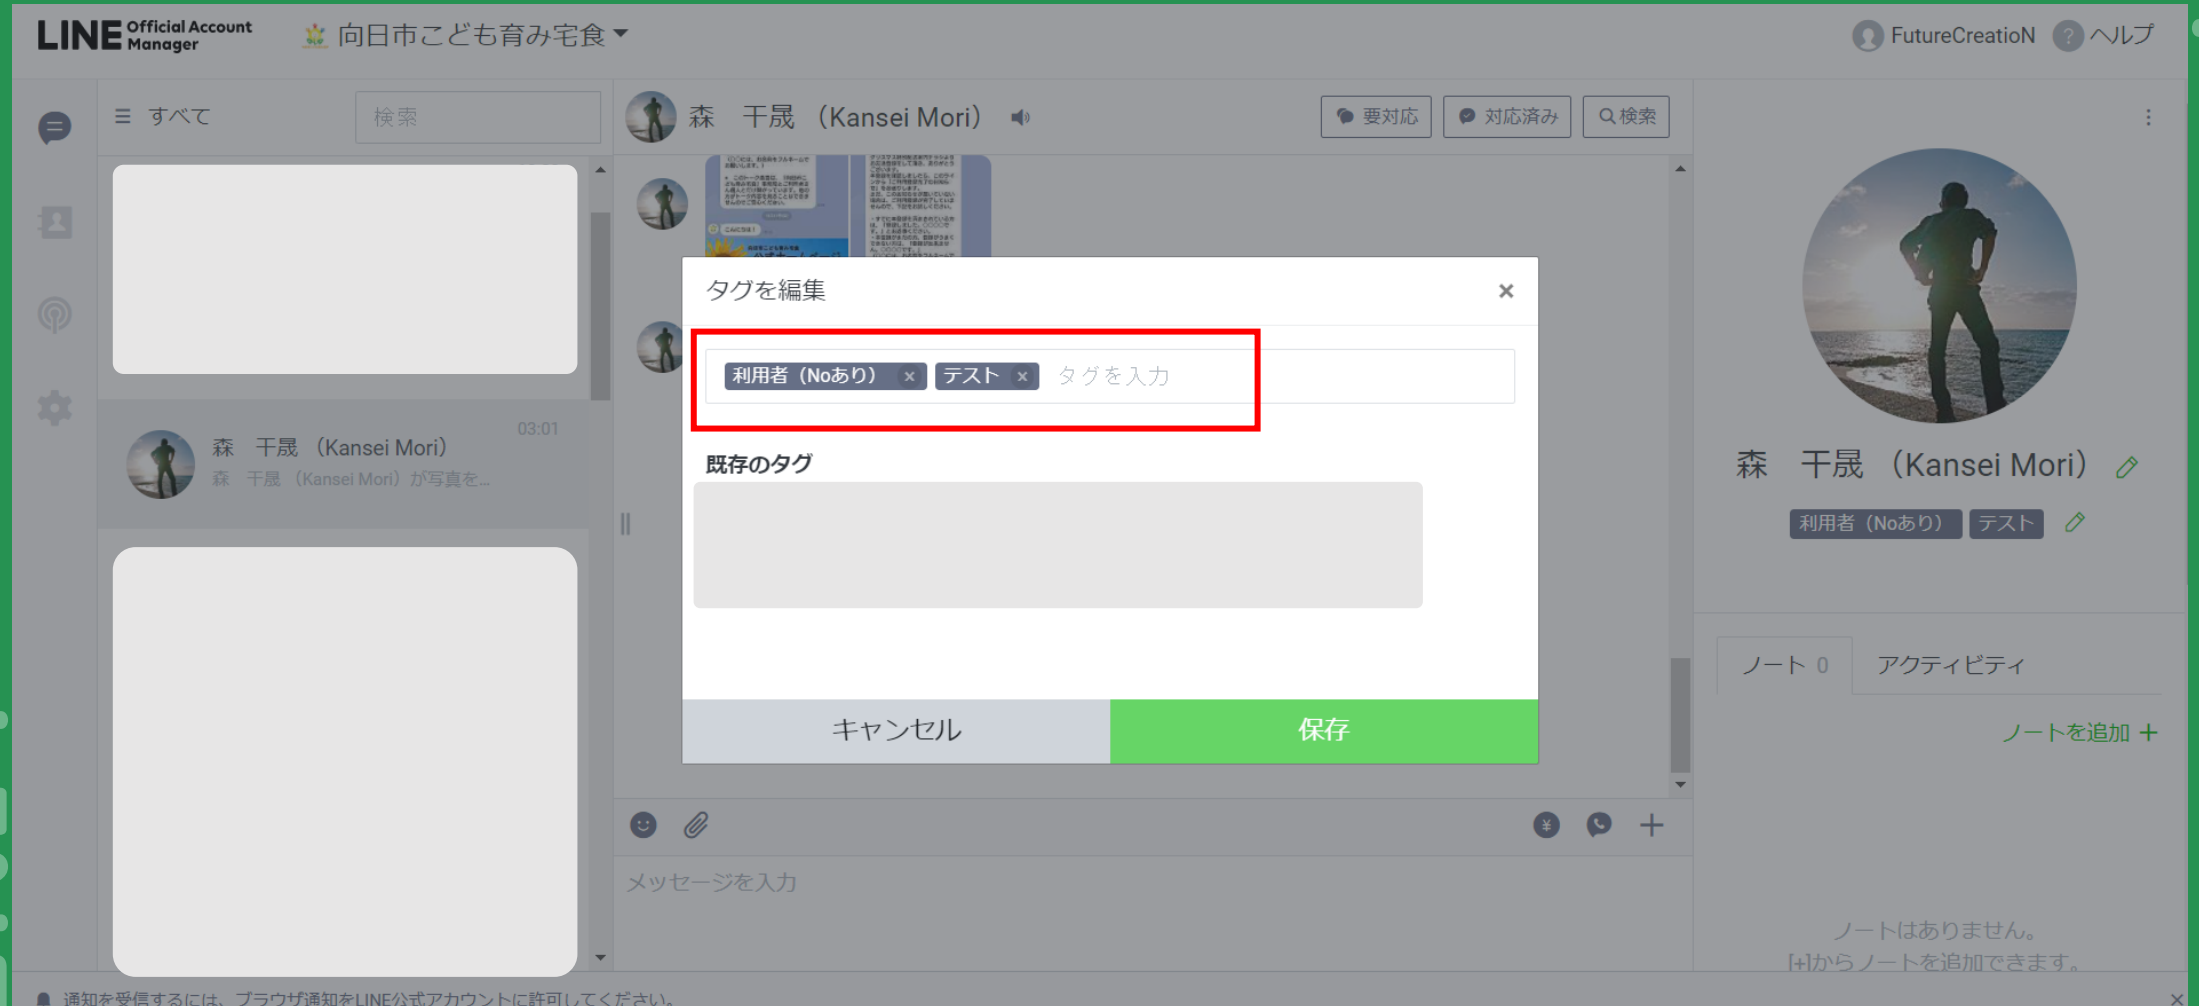 LINE Official Account Manager
向日市こども育み宅食
FutureCreatioN
? ヘルプ
すべて
検索
森　干晟 （Kansei Mori）
要対応
対応済み
検索
こんにちは！
タグを編集
×
利用者（Noあり） ×
テスト ×
タグを入力
既存のタグ
キャンセル
保存
03:01
森　干晟 （Kansei Mori）
森　干晟 （Kansei Mori）が写真を...
森　干晟 （Kansei Mori）
利用者（Noあり）
テスト
ノート 0
アクティビティ
ノートを追加 +
ノートはありません。
[+]からノートを追加できます。
¥
メッセージを入力
通知を受信するには、ブラウザ通知をLINE公式アカウントに許可してください。
×